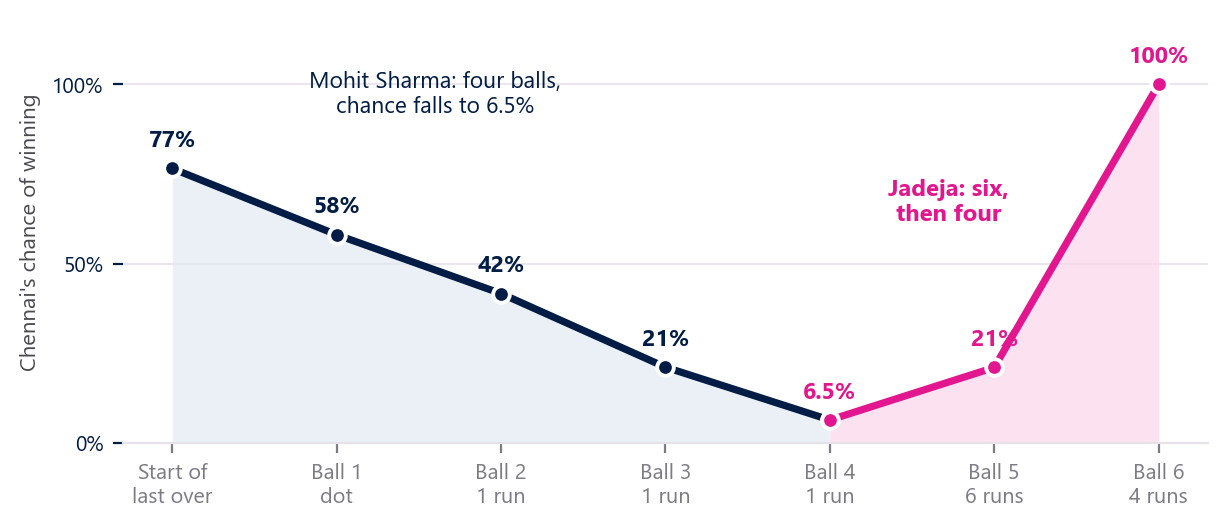 100%
Mohit Sharma: four balls,
chance falls to 6.5%
100%
Chennai's chance of winning
77%
58%
Jadeja: six,
then four
50%
42%
21%
21%
6.5%
0%
Start of
last over
Ball 1
dot
Ball 2
1 run
Ball 3
1 run
Ball 4
1 run
Ball 5
6 runs
Ball 6
4 runs